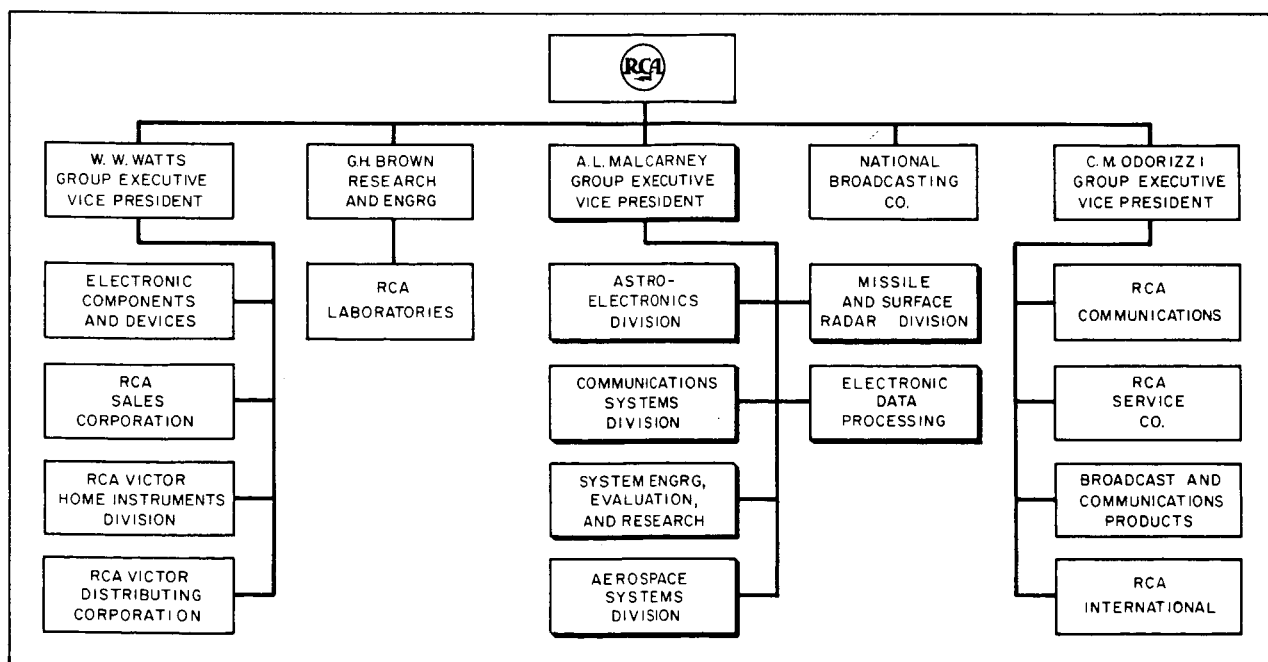 RCA
W. W. WATTS
GROUP EXECUTIVE
VICE PRESIDENT
G.H. BROWN
RESEARCH
AND ENGRG
A. L. MALCARNEY
GROUP EXECUTIVE
VICE PRESIDENT
NATIONAL
BROADCASTING
CO.
C. M. ODORIZZI
GROUP EXECUTIVE
VICE PRESIDENT
ELECTRONIC
COMPONENTS
AND DEVICES
RCA
LABORATORIES
ASTRO-
ELECTRONICS
DIVISION
MISSILE
AND SURFACE
RADAR DIVISION
RCA
COMMUNICATIONS
RCA
SALES
CORPORATION
COMMUNICATIONS
SYSTEMS
DIVISION
ELECTRONIC
DATA
PROCESSING
RCA
SERVICE
CO.
RCA VICTOR
HOME INSTRUMENTS
DIVISION
SYSTEM ENGRG,
EVALUATION,
AND RESEARCH
BROADCAST AND
COMMUNICATIONS
PRODUCTS
RCA VICTOR
DISTRIBUTING
CORPORATION
AEROSPACE
SYSTEMS
DIVISION
RCA
INTERNATIONAL